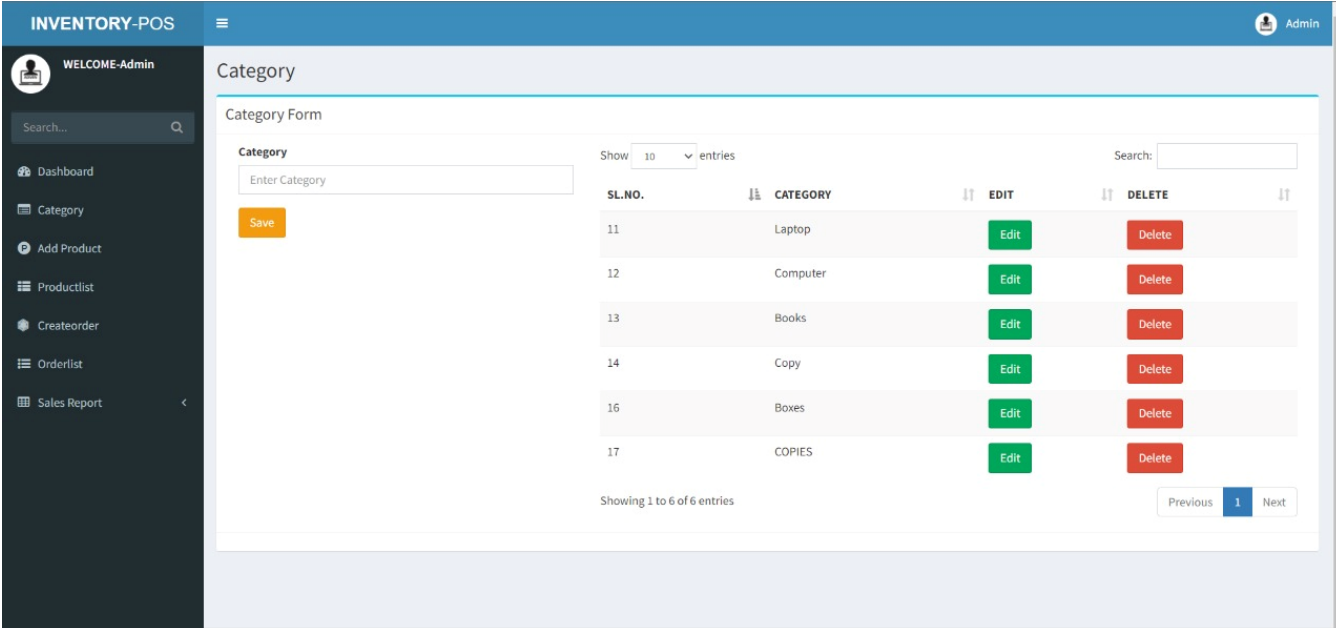 INVENTORY-POS
Admin
WELCOME-Admin
Search...
Dashboard
Category
Add Product
Productlist
Createorder
Orderlist
Sales Report
Category
Category Form
Category
Enter Category
Save
Show 10 entries
Search:
SL.NO. CATEGORY EDIT DELETE
11 Laptop Edit Delete
12 Computer Edit Delete
13 Books Edit Delete
14 Copy Edit Delete
16 Boxes Edit Delete
17 COPIES Edit Delete
Showing 1 to 6 of 6 entries
Previous 1 Next